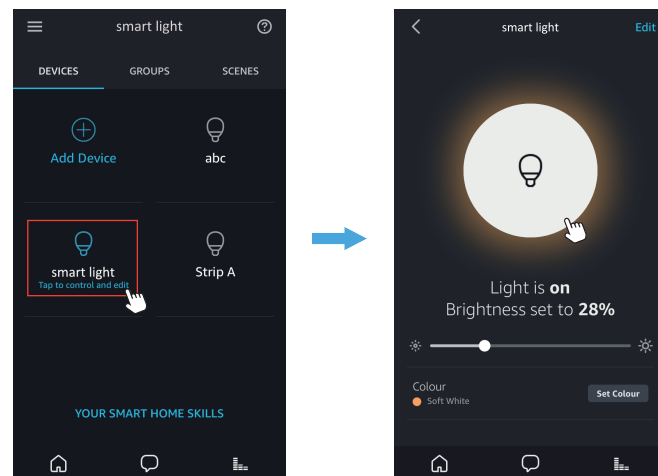 smart light
DEVICES GROUPS SCENES
Add Device
abc
smart light
Tap to control and edit
Strip A
YOUR SMART HOME SKILLS
smart light
Edit
Light is on
Brightness set to 28%
Colour
Soft White
Set Colour